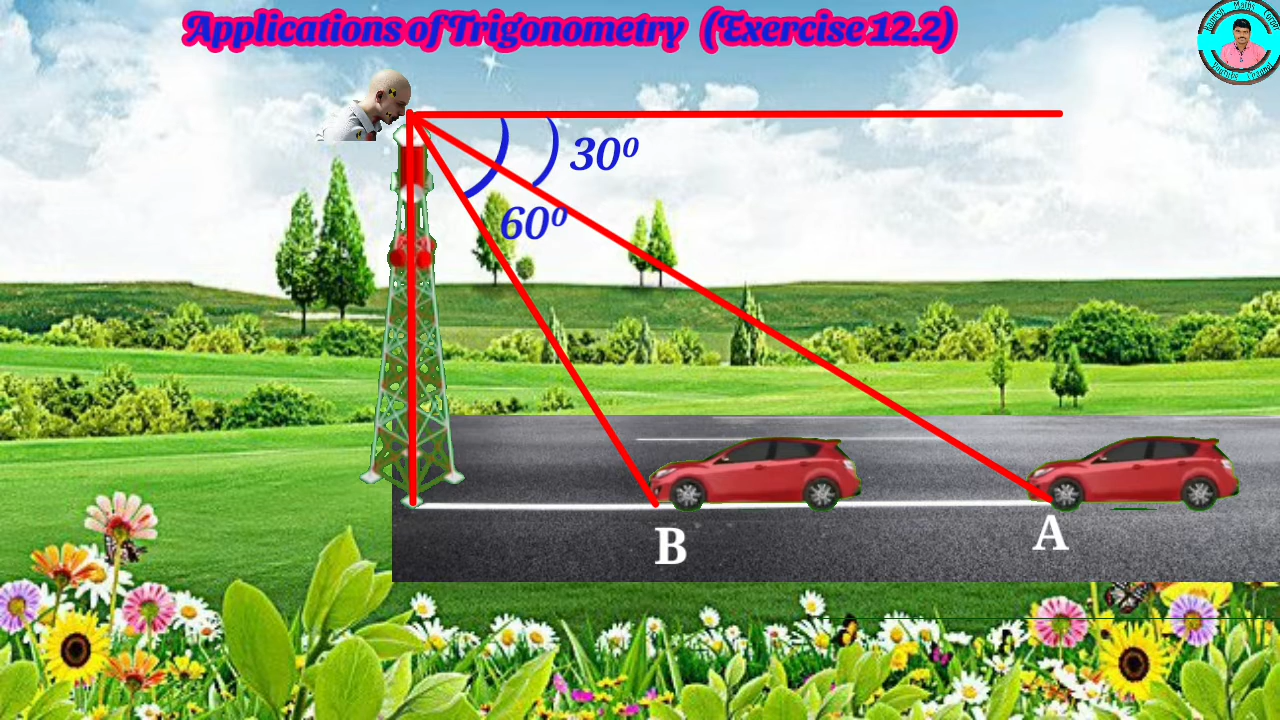 Applications of Trigonometry (Exercise 12.2)
30⁰
60⁰
B
A